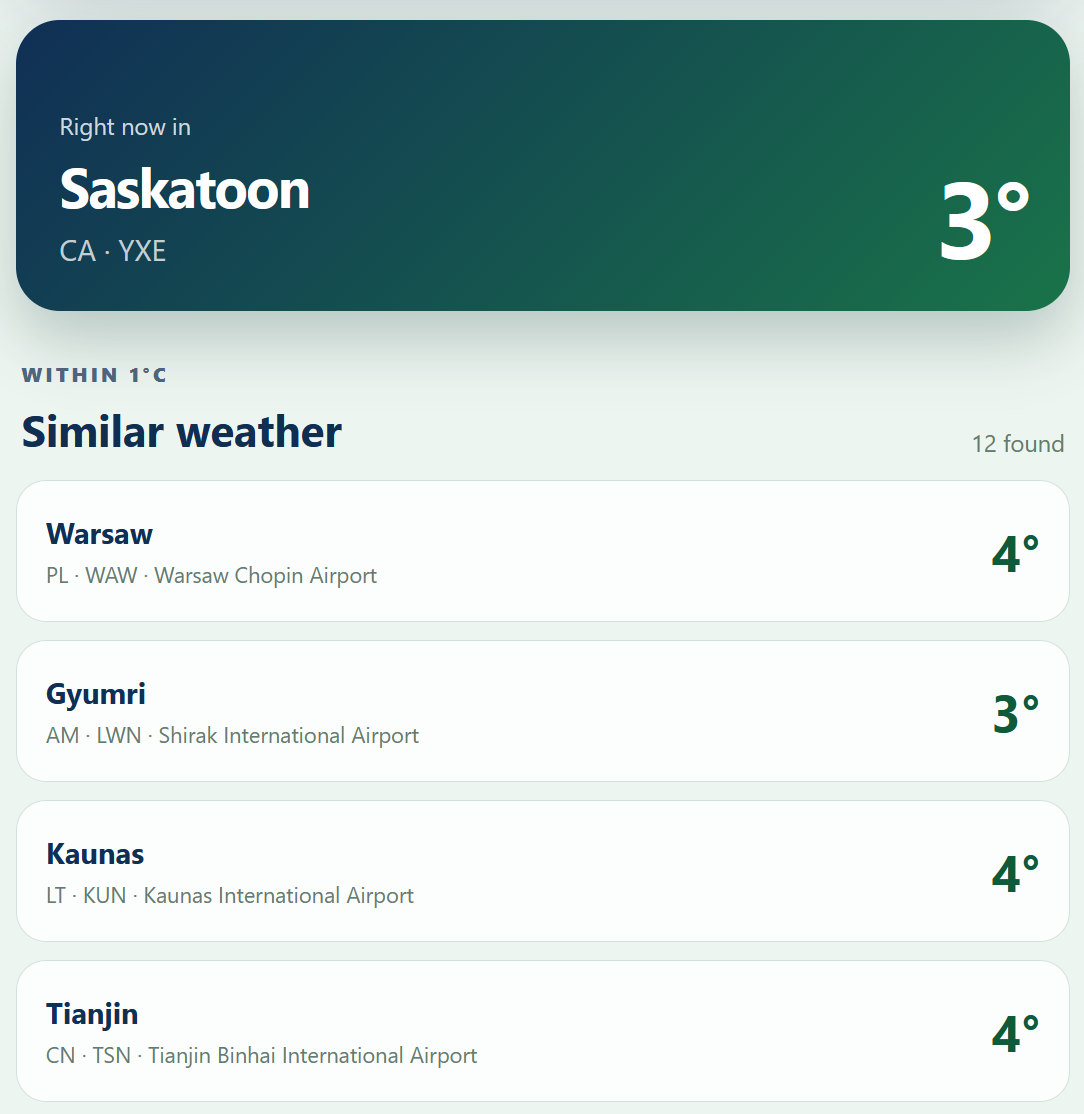 Right now in
Saskatoon
CA · YXE
3°
WITHIN 1°C
Similar weather
12 found
Warsaw
PL · WAW · Warsaw Chopin Airport
4°
Gyumri
AM · LWN · Shirak International Airport
3°
Kaunas
LT · KUN · Kaunas International Airport
4°
Tianjin
CN · TSN · Tianjin Binhai International Airport
4°